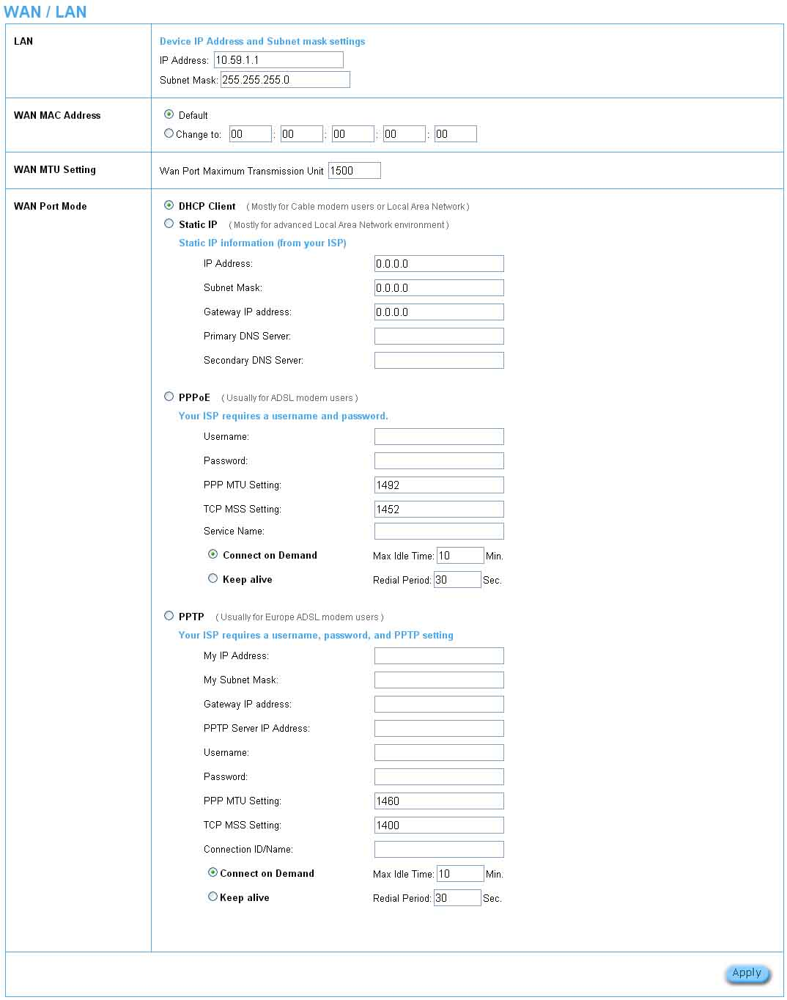 WAN / LAN
LAN
Device IP Address and Subnet mask settings
IP Address: 10.59.1.1
Subnet Mask: 255.255.255.0
WAN MAC Address
Default
Change to: 00 : 00 : 00 : 00 : 00
WAN MTU Setting
Wan Port Maximum Transmission Unit 1500
WAN Port Mode
DHCP Client ( Mostly for Cable modem users or Local Area Network )
Static IP ( Mostly for advanced Local Area Network environment )
Static IP information (from your ISP)
IP Address: 0.0.0.0
Subnet Mask: 0.0.0.0
Gateway IP address: 0.0.0.0
Primary DNS Server:
Secondary DNS Server:
PPPoE ( Usually for ADSL modem users )
Your ISP requires a username and password.
Username:
Password:
PPP MTU Setting: 1492
TCP MSS Setting: 1452
Service Name:
Connect on Demand Max Idle Time: 10 Min.
Keep alive Redial Period: 30 Sec.
PPTP ( Usually for Europe ADSL modem users )
Your ISP requires a username, password, and PPTP setting
My IP Address:
My Subnet Mask:
Gateway IP address:
PPTP Server IP Address:
Username:
Password:
PPP MTU Setting: 1460
TCP MSS Setting: 1400
Connection ID/Name:
Connect on Demand Max Idle Time: 10 Min.
Keep alive Redial Period: 30 Sec.
Apply